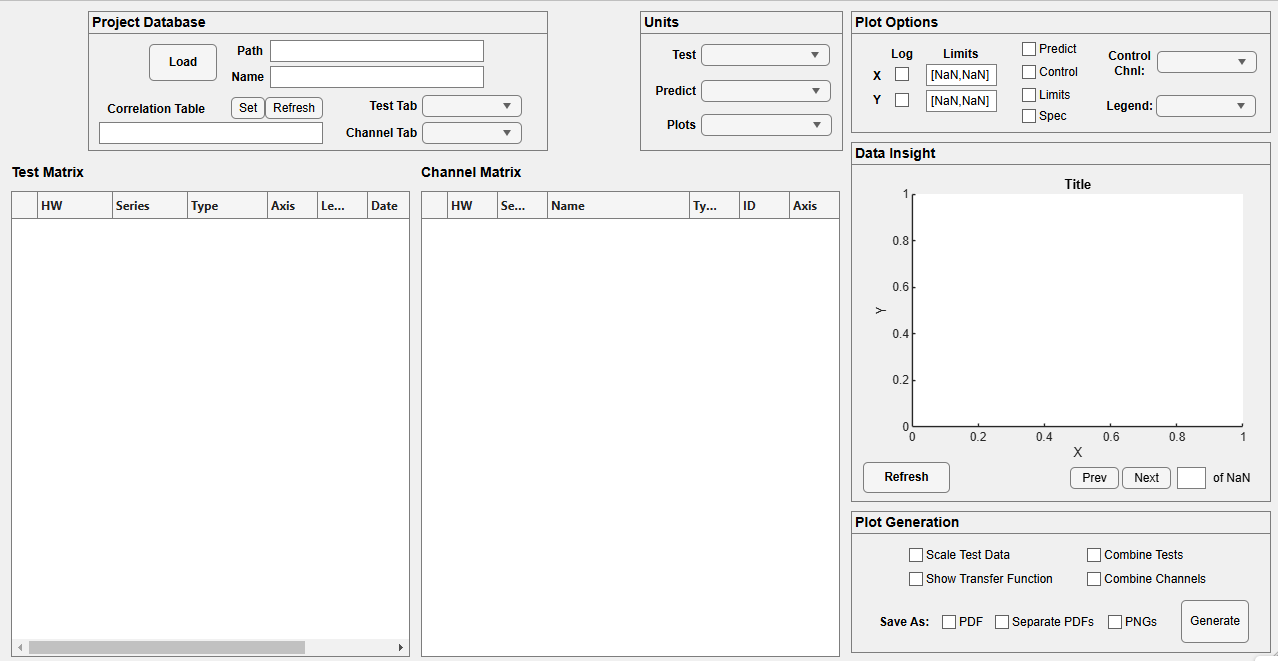 Project Database
Load
Path
Name
Correlation Table
Set
Refresh
Test Tab
Channel Tab
Units
Test
Predict
Plots
Plot Options
Log
Limits
X
[NaN,NaN]
Y
[NaN,NaN]
Predict
Control
Limits
Spec
Control
Chnl:
Legend:
Test Matrix
HW Series Type Axis Le... Date
Channel Matrix
HW Se... Name Ty... ID Axis
Data Insight
Title
1
0.8
0.6
0.4
0.2
0
Y
0 0.2 0.4 0.6 0.8 1
X
Refresh
Prev
Next
of NaN
Plot Generation
Scale Test Data
Combine Tests
Show Transfer Function
Combine Channels
Save As:
PDF
Separate PDFs
PNGs
Generate